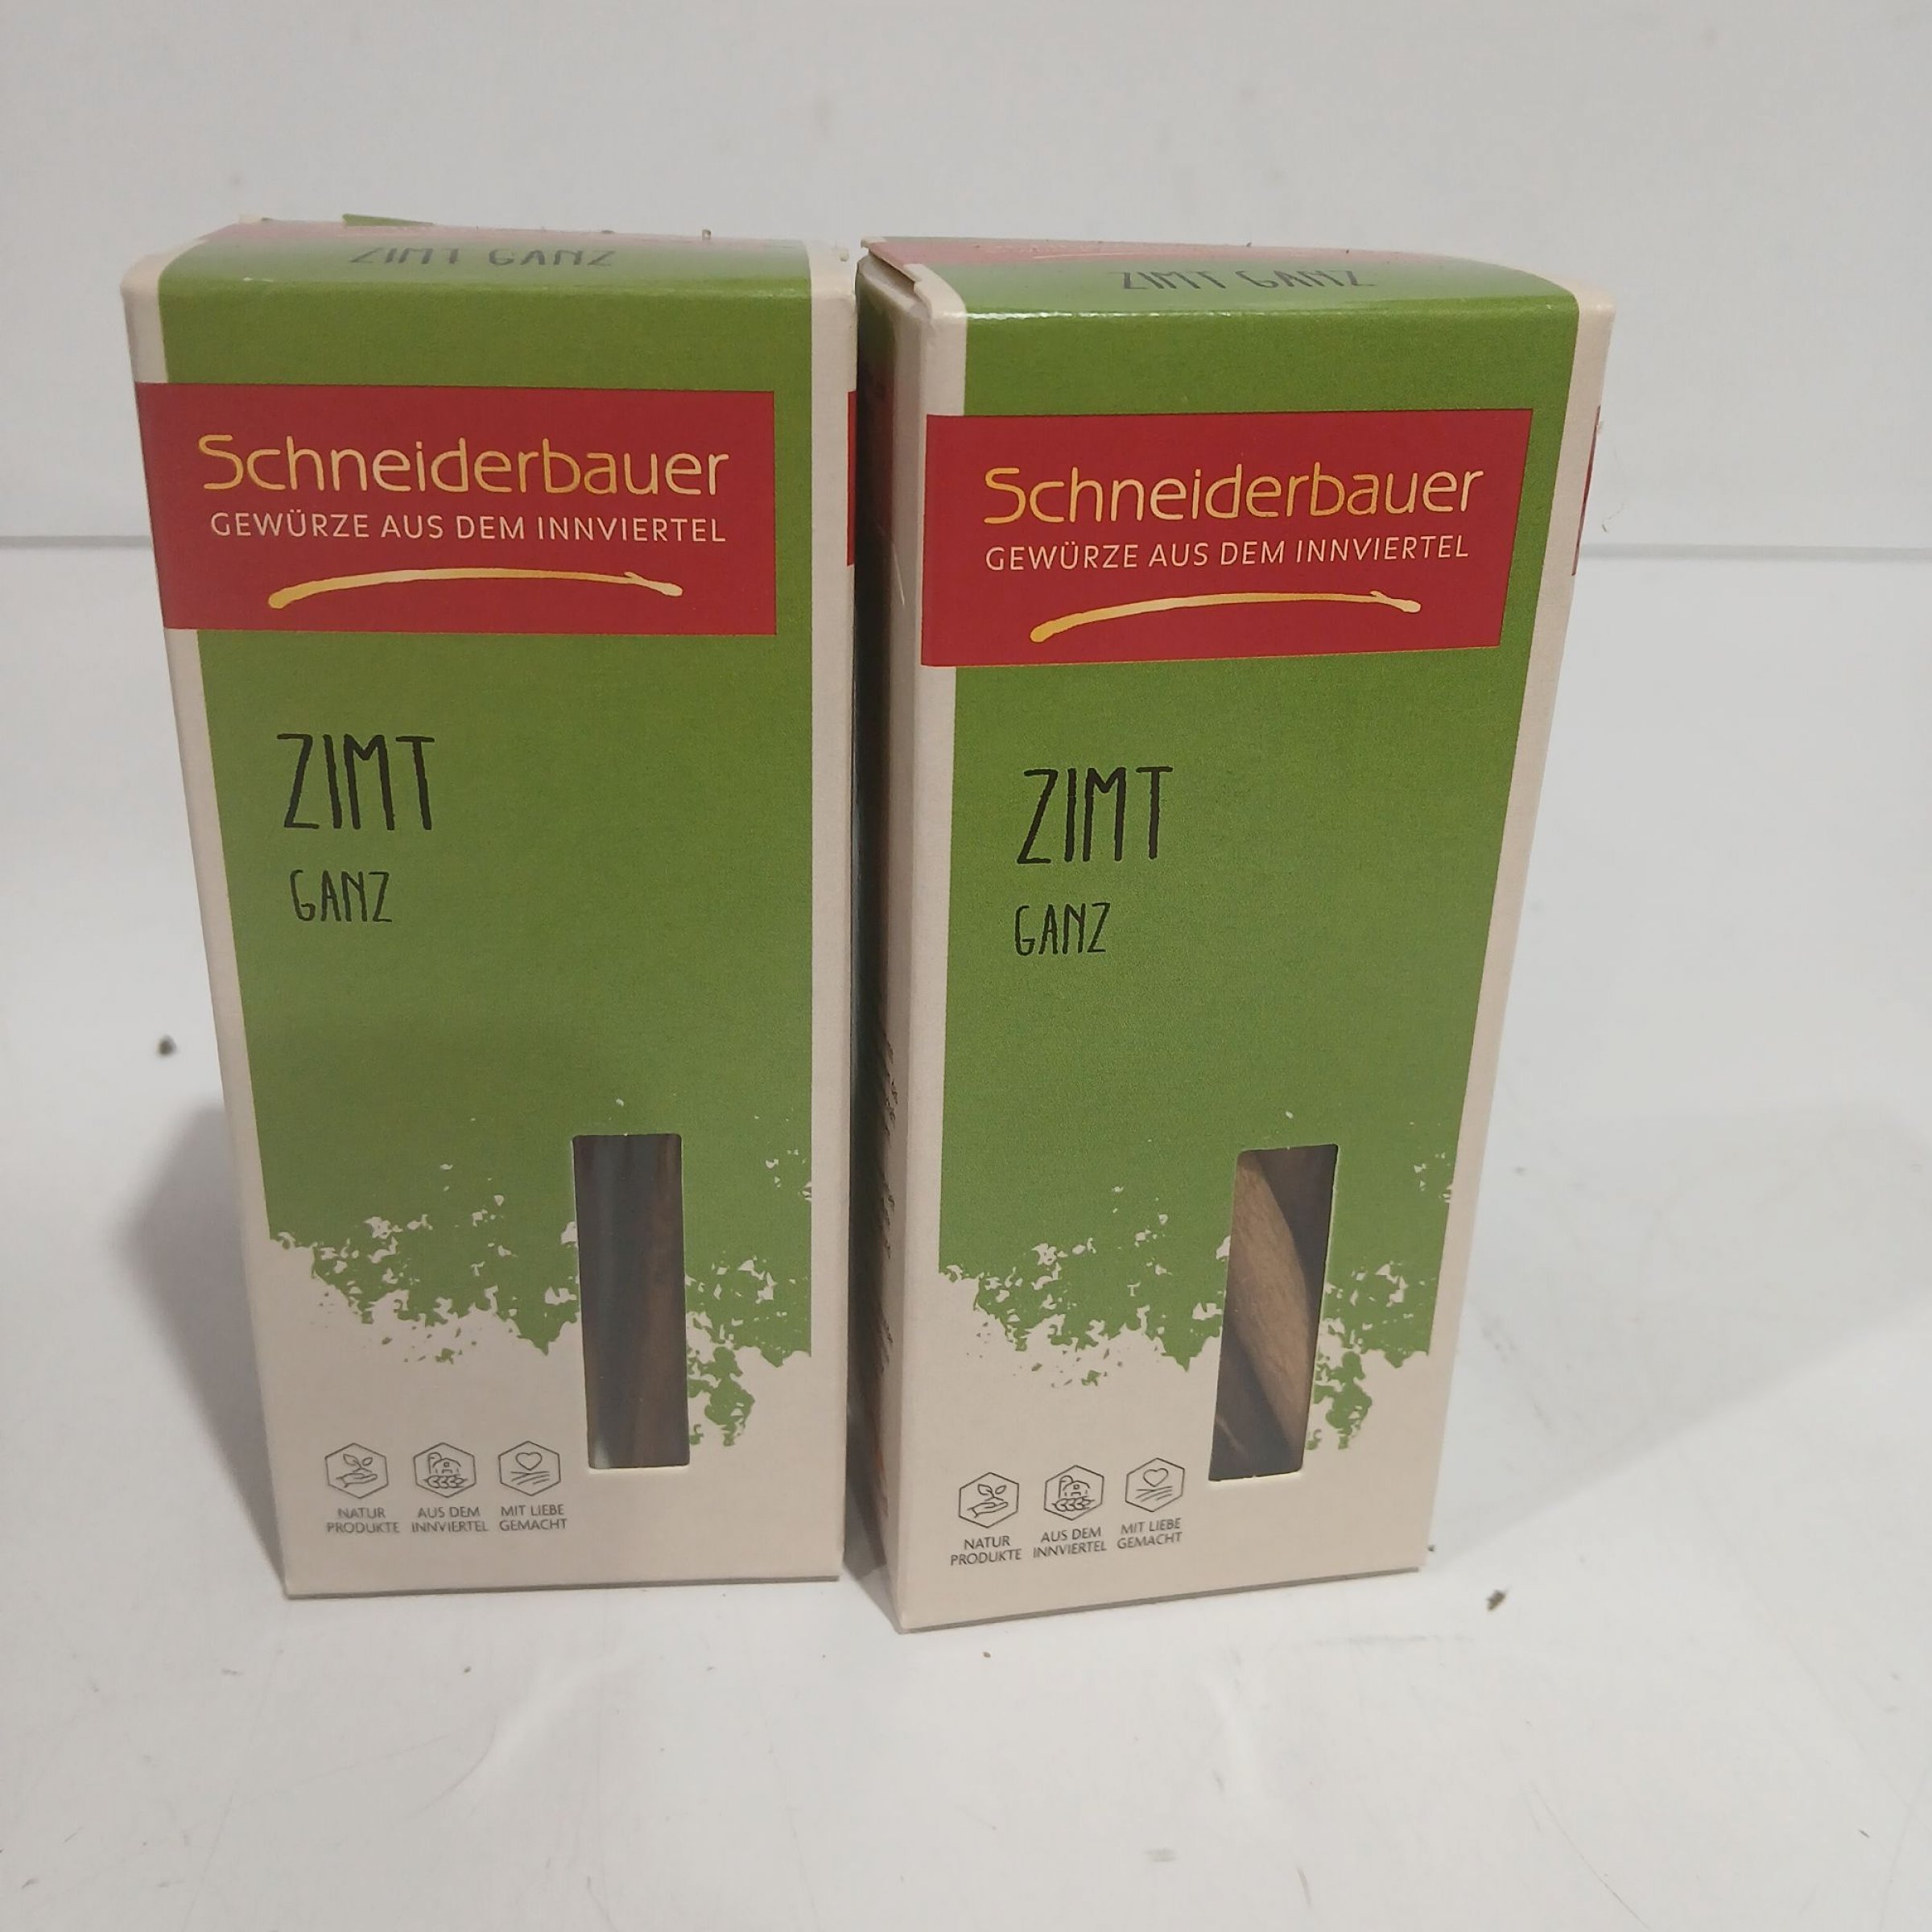 ZIMT GANZ
Schneiderbauer
GEWÜRZE AUS DEM INNVIERTEL
ZIMT
GANZ
NATUR
PRODUKTE
AUS DEM
INNVIERTEL
MIT LIEBE
GEMACHT
ZIMT GANZ
Schneiderbauer
GEWÜRZE AUS DEM INNVIERTEL
ZIMT
GANZ
NATUR
PRODUKTE
AUS DEM
INNVIERTEL
MIT LIEBE
GEMACHT